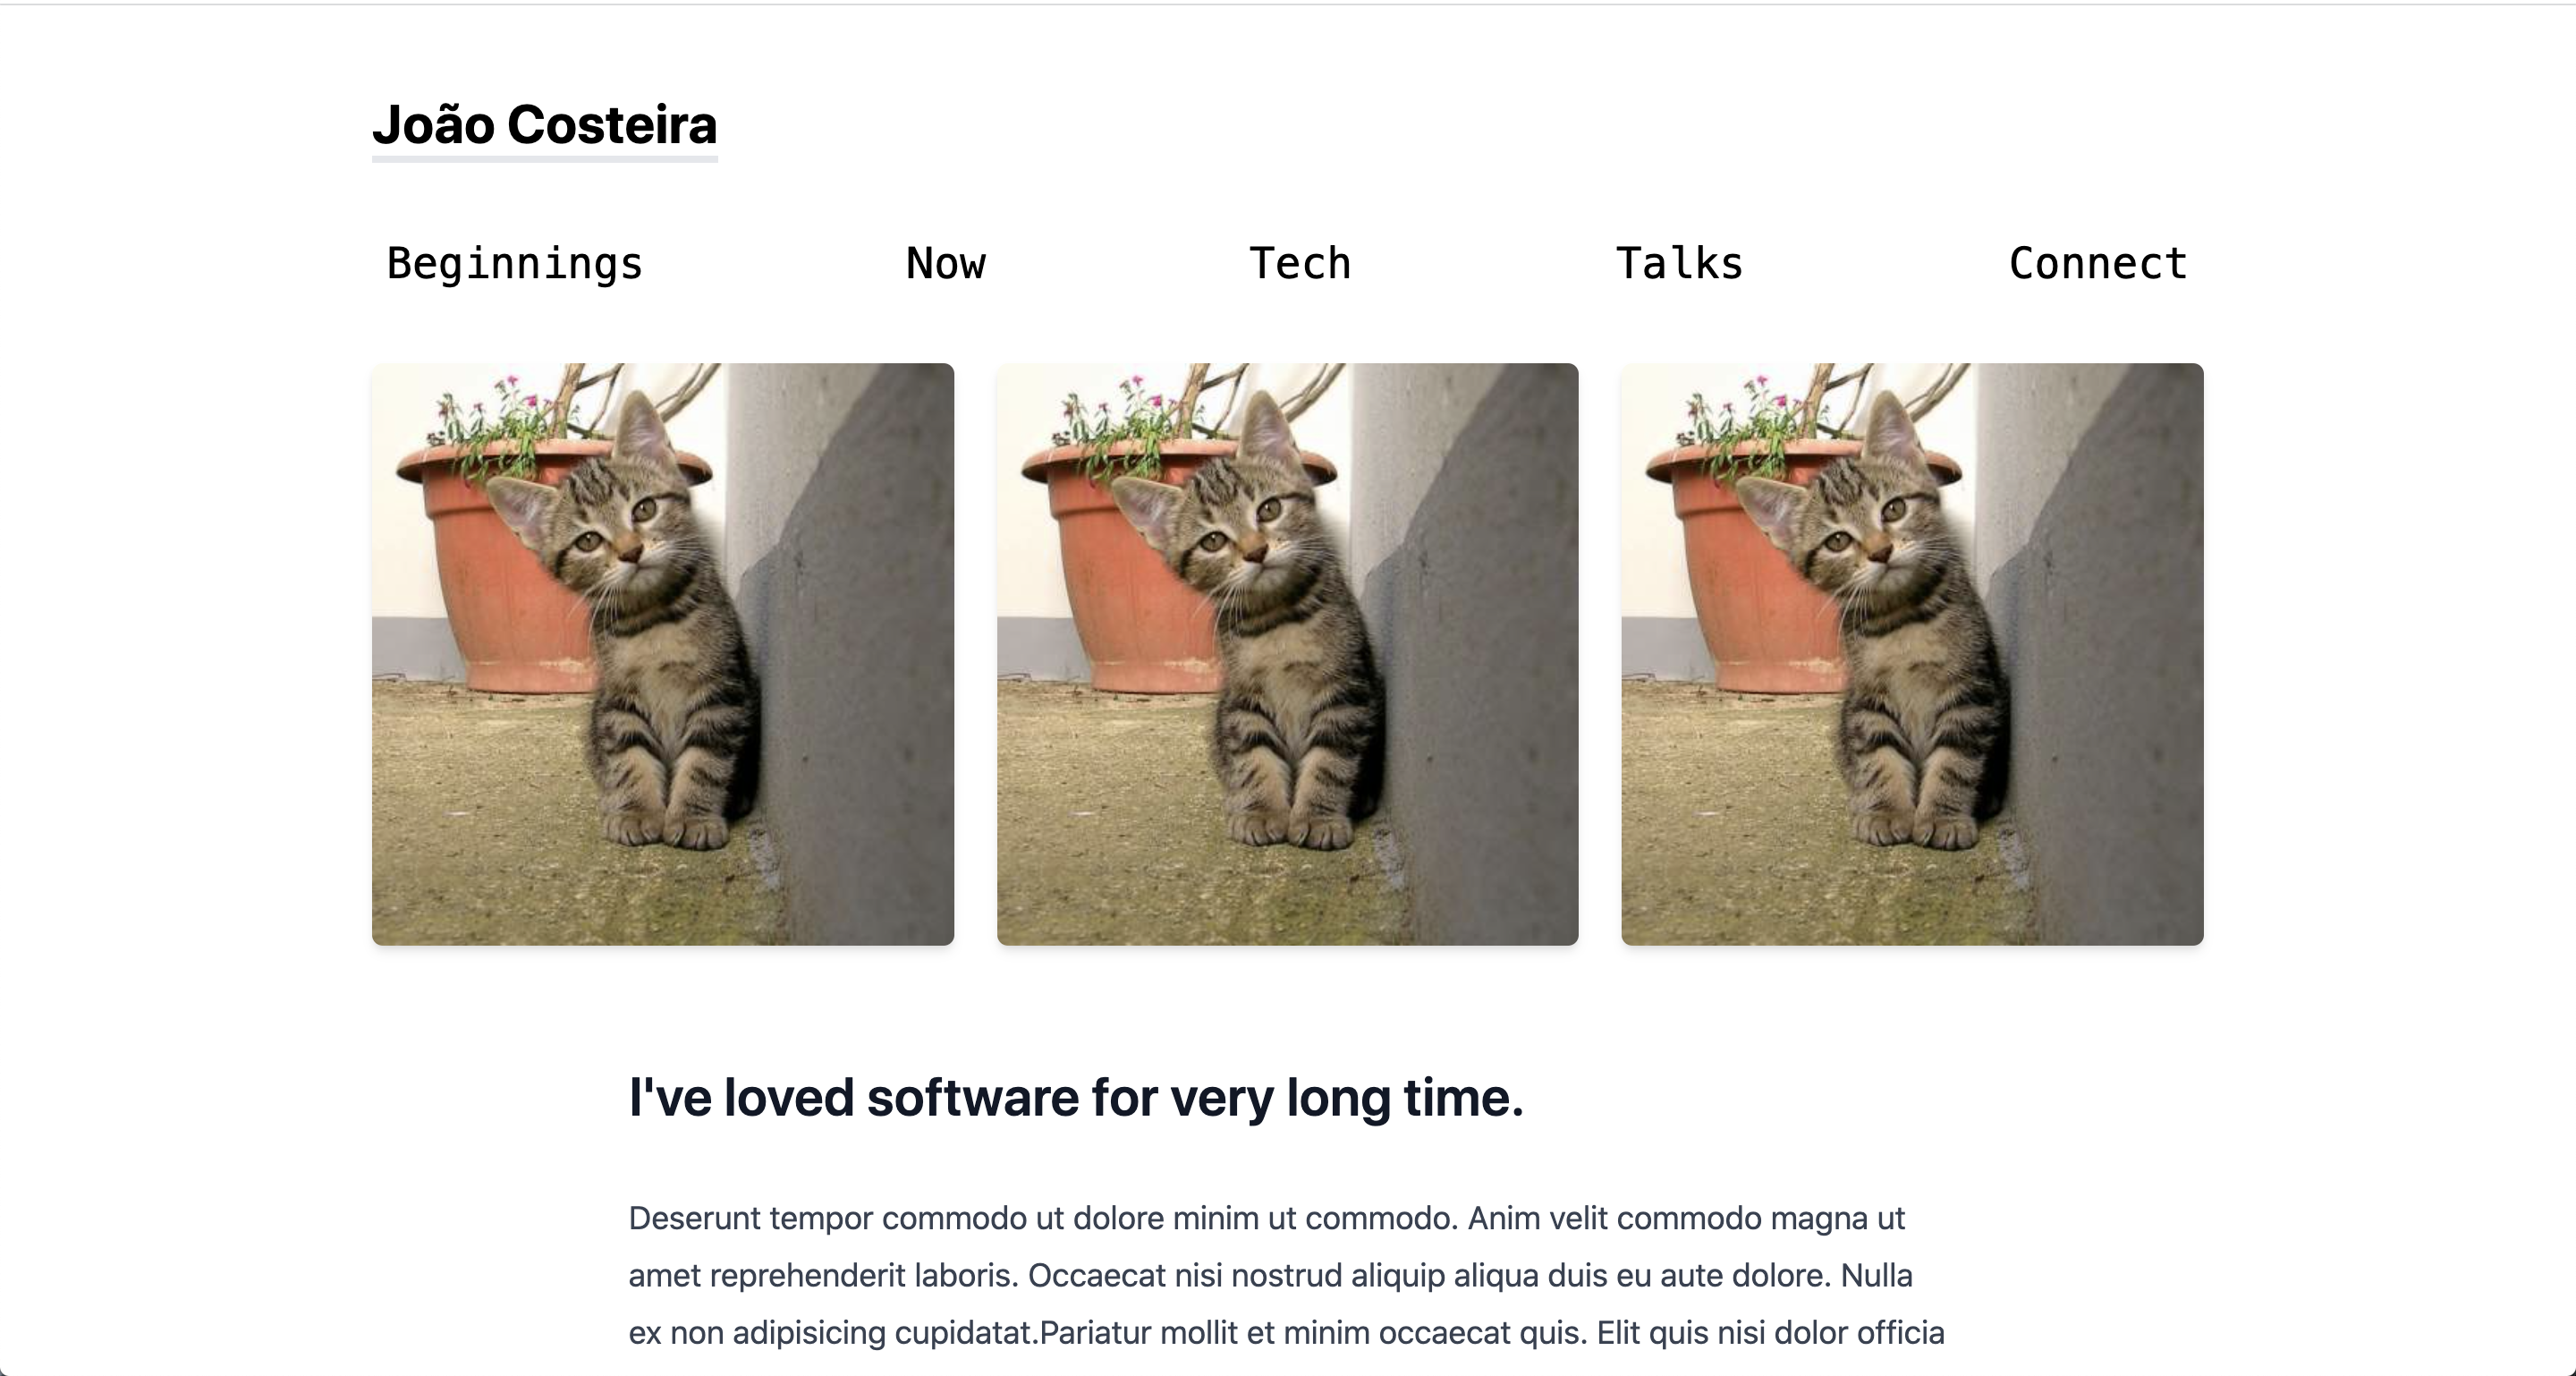 João Costeira
Beginnings Now Tech Talks Connect
I've loved software for very long time.
Deserunt tempor commodo ut dolore minim ut commodo. Anim velit commodo magna ut
amet reprehenderit laboris. Occaecat nisi nostrud aliquip aliqua duis eu aute dolore. Nulla
ex non adipisicing cupidatat.Pariatur mollit et minim occaecat quis. Elit quis nisi dolor officia